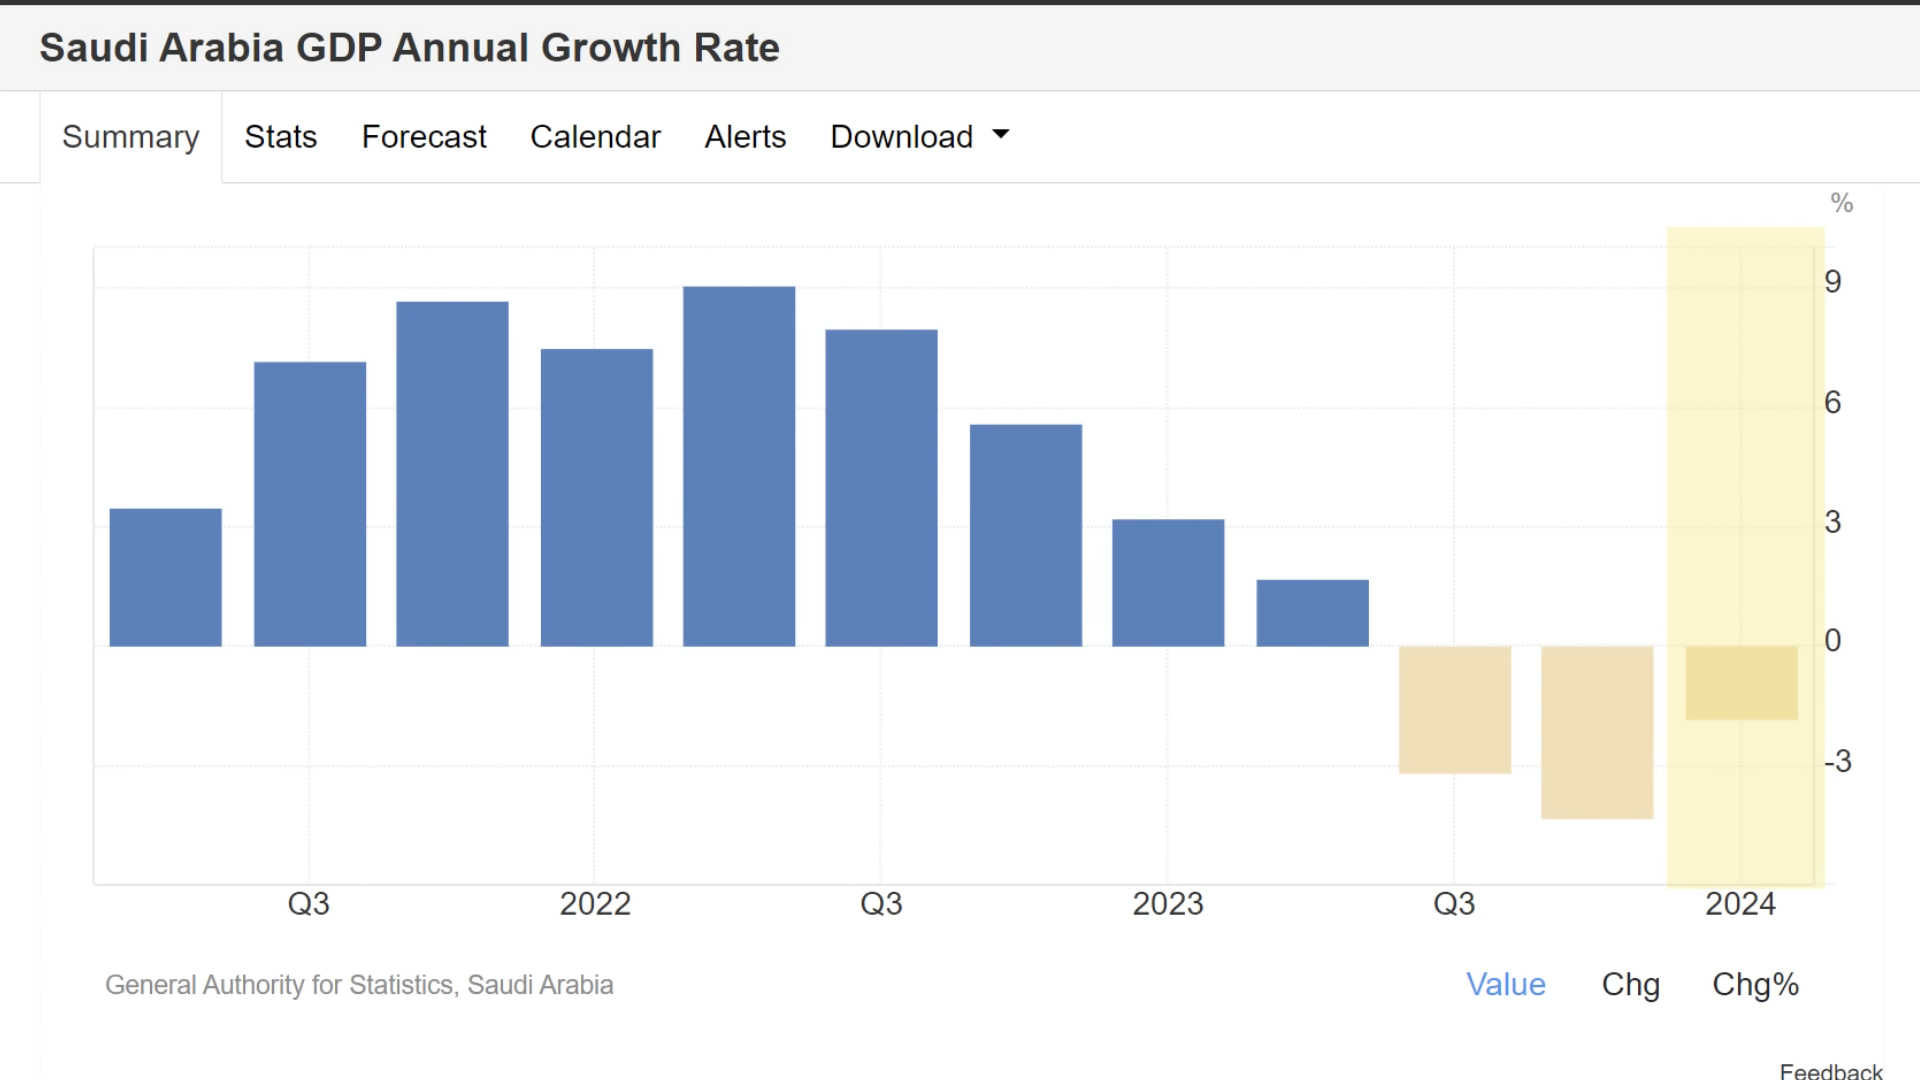 Saudi Arabia GDP Annual Growth Rate
Summary Stats Forecast Calendar Alerts Download
%
9
6
3
0
-3
Q3 2022 Q3 2023 Q3 2024
General Authority for Statistics, Saudi Arabia
Value Chg Chg%
Feedback